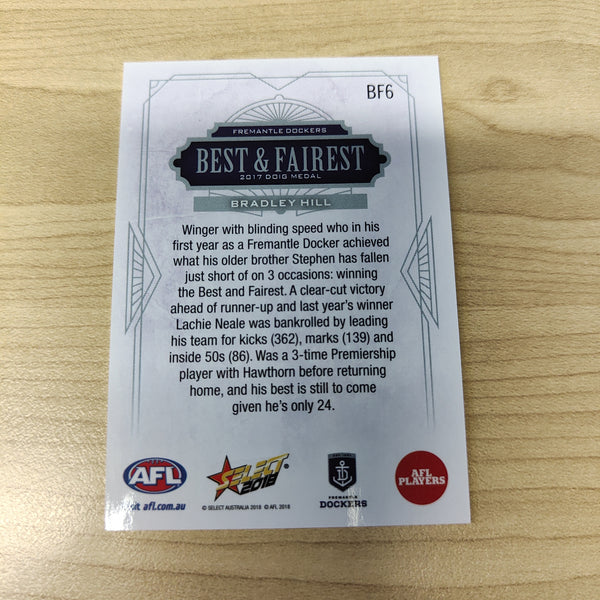 BF6
FREMANTLE DOCKERS
BEST & FAIREST
2017 DOIG MEDAL
BRADLEY HILL
Winger with blinding speed who in his
first year as a Fremantle Docker achieved
what his older brother Stephen has fallen
just short of on 3 occasions: winning
the Best and Fairest. A clear-cut victory
ahead of runner-up and last year's winner
Lachie Neale was bankrolled by leading
his team for kicks (362), marks (139) and
inside 50s (86). Was a 3-time Premiership
player with Hawthorn before returning
home, and his best is still to come
given he's only 24.
AFL
afl.com.au
SELECT
2018
®
© SELECT AUSTRALIA 2018 © AFL 2018
FREMANTLE
DOCKERS
AFL
PLAYERS